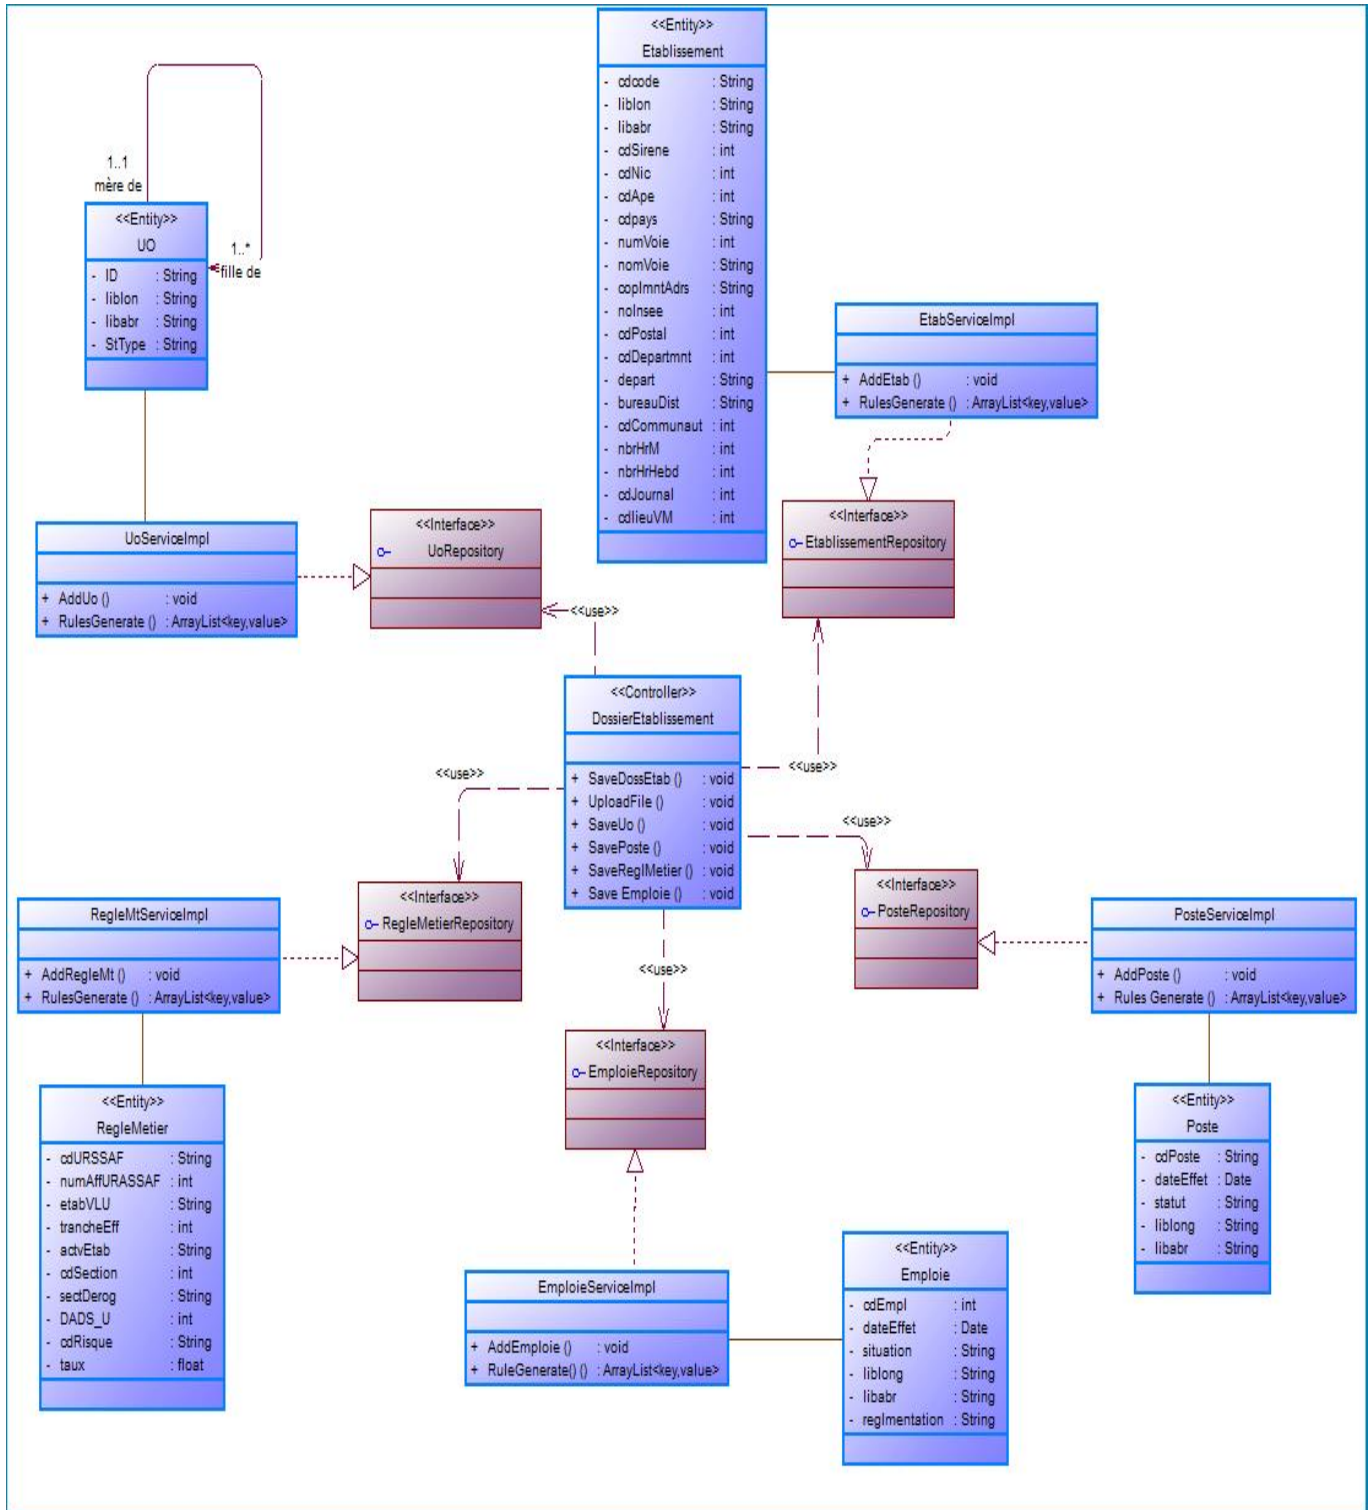 <<Entity>>
Etablissement
- cdcode : String
- liblon : String
- libabr : String
- cdSirene : int
- cdNic : int
- cdApe : int
- cdpays : String
- numVoie : int
- nomVoie : String
- coplmntAdrs : String
- noInsee : int
- cdPostal : int
- cdDepartmnt : int
- depart : String
- bureauDist : String
- cdCommunaut : int
- nbrHrM : int
- nbrHrHebd : int
- cdJournal : int
- cdlieuVM : int
1..1
mère de
<<Entity>>
UO
- ID : String
- liblon : String
- libabr : String
- StType : String
1..*
fille de
EtabServiceImpl
+ AddEtab () : void
+ RulesGenerate () : ArrayList<key,value>
<<Interface>>
EtablissementRepository
UoServiceImpl
+ AddUo () : void
+ RulesGenerate () : ArrayList<key,value>
<<Interface>>
UoRepository
<<use>>
<<Controller>>
DossierEtablissement
+ SaveDossEtab () : void
+ UploadFile () : void
+ SaveUo () : void
+ SavePoste () : void
+ SaveReglMetier () : void
+ Save Emploie () : void
<<use>>
<<use>>
<<use>>
<<use>>
<<Interface>>
RegleMetierRepository
RegleMtServiceImpl
+ AddRegleMt () : void
+ RulesGenerate () : ArrayList<key,value>
<<Interface>>
PosteRepository
PosteServiceImpl
+ AddPoste () : void
+ Rules Generate () : ArrayList<key,value>
<<Interface>>
EmploieRepository
<<Entity>>
RegleMetier
- cdURSSAF : String
- numAffURASSAF : int
- etabVLU : String
- trancheEff : int
- actvEtab : String
- cdSection : int
- sectDerog : String
- DADS_U : int
- cdRisque : String
- taux : float
<<Entity>>
Poste
- cdPoste : String
- dateEffet : Date
- statut : String
- liblong : String
- libabr : String
EmploieServiceImpl
+ AddEmploie () : void
+ RuleGenerate() () : ArrayList<key,value>
<<Entity>>
Emploie
- cdEmpl : int
- dateEffet : Date
- situation : String
- liblong : String
- libabr : String
- reglmentation : String